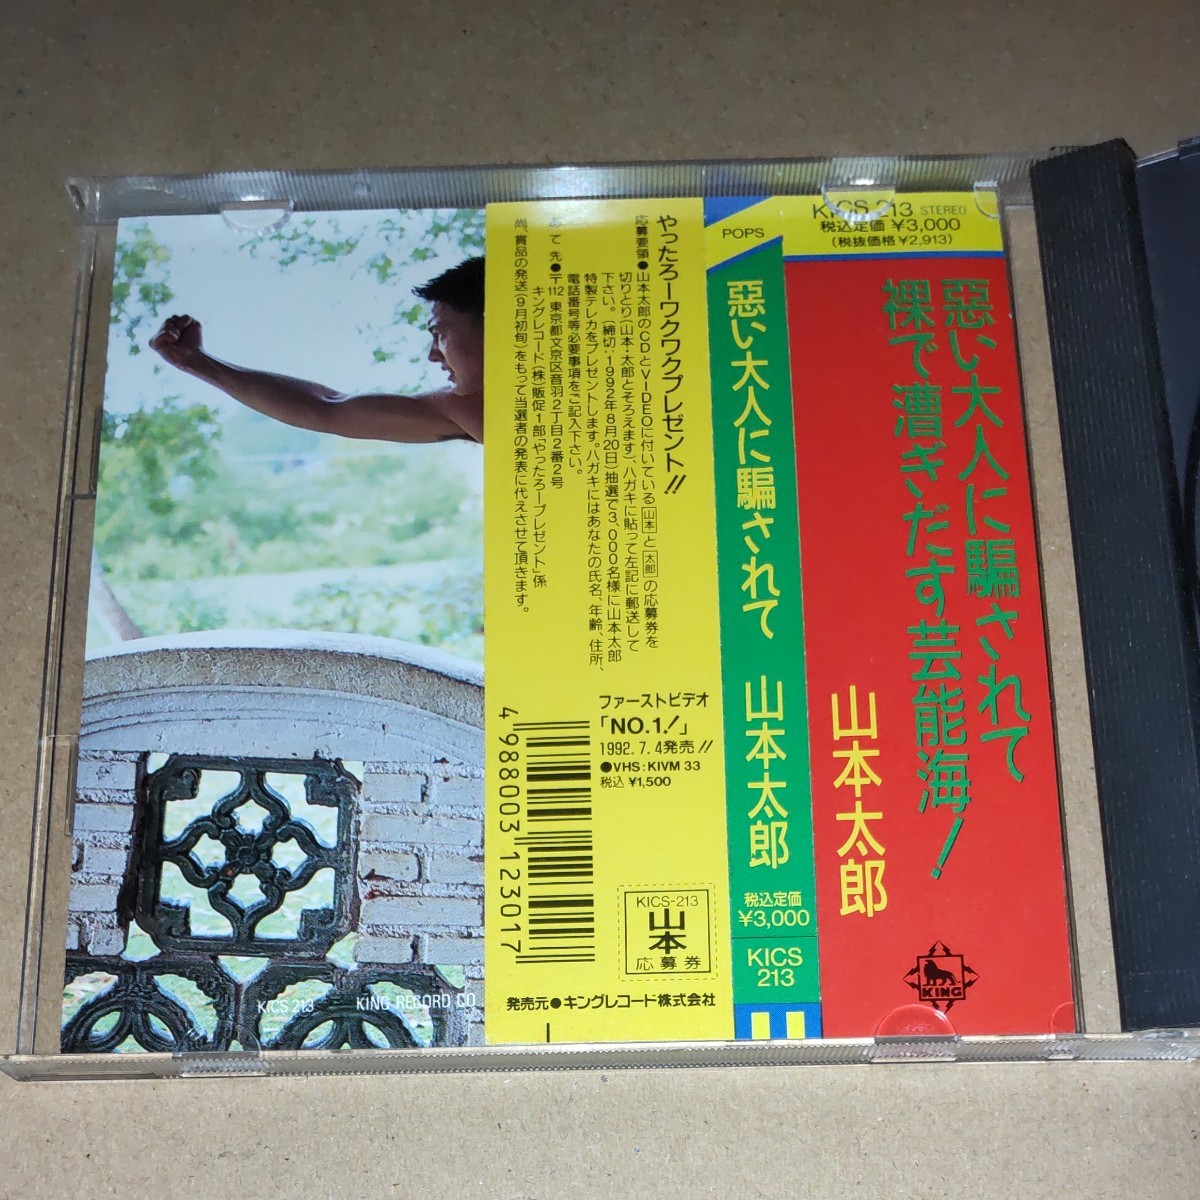 KICS 213 STEREO
税込定価 ¥3,000
(税抜価格 ¥2,913)
惡い大人に騙されて
裸で漕ぎだす芸能海!
山本太郎
KING
POPS
惡い大人に騙されて 山本太郎
税込定価
¥3,000
KICS
213
やったろーワクワクプレゼント!!
応募要領●山本太郎のCDとVIDEOに付いている山本と太郎の応募券を
切りとり(山本・太郎とそろえます)、ハガキに貼って左記に郵送して
下さい。(締切:1992年8月20日)抽選で3,000名様に山本太郎
特製テレカをプレゼントします。ハガキにはあなたの氏名、年齢、住所、
電話番号等必要事項をご記入下さい。
あて先●〒112 東京都文京区音羽2丁目2番2号
キングレコード(株)販促1部「やったろープレゼント」係
尚、賞品の発送(9月初旬)をもって当選者の発表に代えさせて頂きます。
ファーストビデオ
「NO.1!」
1992.7.4発売!!
●VHS:KIVM 33
税込 ¥1,500
4 988003 123017
KICS-213
山本
応募券
発売元●キングレコード株式会社
KICS 213 KING RECORD CO